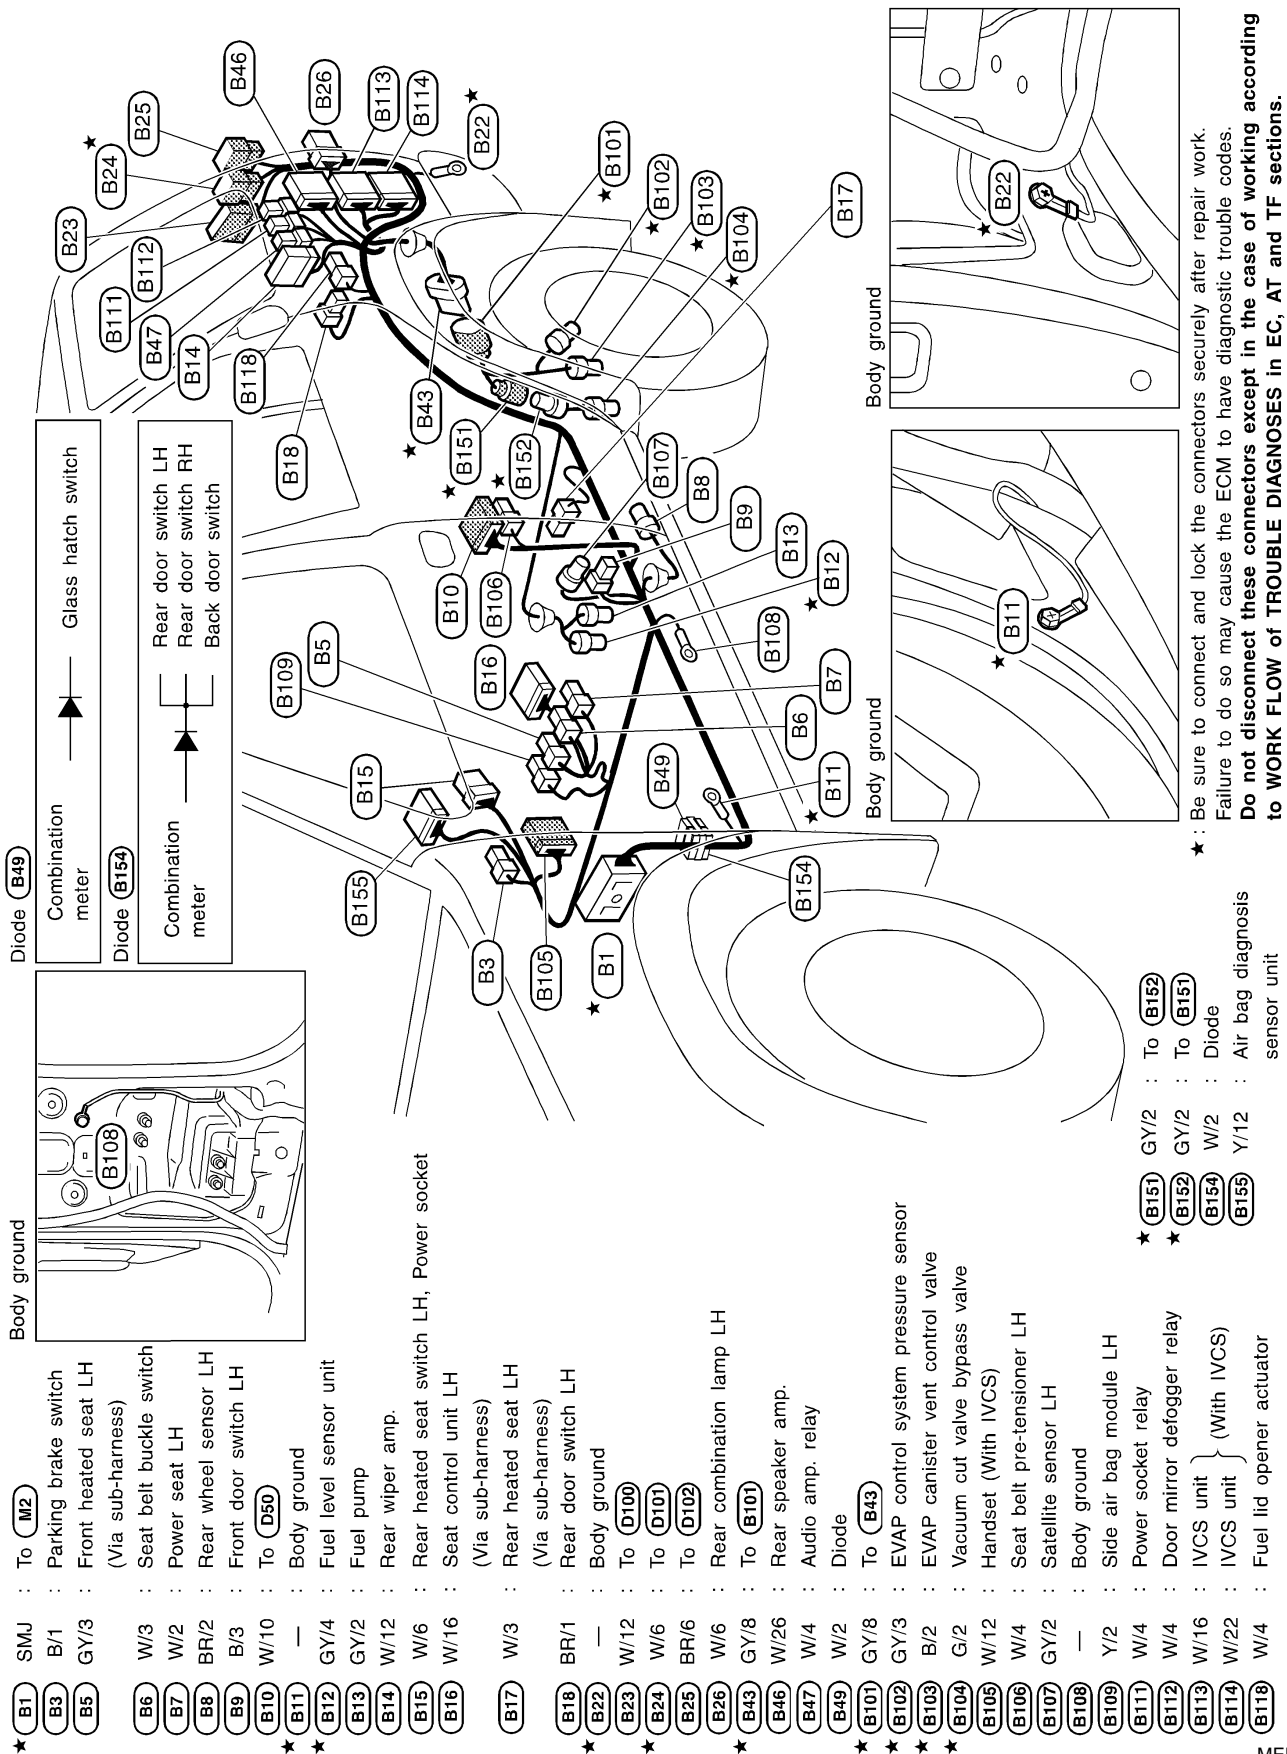 ★ B1 SMJ : To M2
B3 B/1 : Parking brake switch
B5 GY/3 : Front heated seat LH
(Via sub-harness)
B6 W/3 : Seat belt buckle switch
B7 W/2 : Power seat LH
B8 BR/2 : Rear wheel sensor LH
B9 B/3 : Front door switch LH
B10 W/10 : To D50
★ B11 — : Body ground
★ B12 GY/4 : Fuel level sensor unit
B13 GY/2 : Fuel pump
B14 W/12 : Rear wiper amp.
B15 W/6 : Rear heated seat switch LH, Power socket
B16 W/16 : Seat control unit LH
(Via sub-harness)
B17 W/3 : Rear heated seat LH
(Via sub-harness)
B18 BR/1 : Rear door switch LH
★ B22 — : Body ground
B23 W/12 : To D100
★ B24 W/6 : To D101
B25 BR/6 : To D102
B26 W/6 : Rear combination lamp LH
★ B43 GY/8 : To B101
B46 W/26 : Rear speaker amp.
B47 W/4 : Audio amp. relay
B49 W/2 : Diode
★ B101 GY/8 : To B43
★ B102 GY/3 : EVAP control system pressure sensor
★ B103 B/2 : EVAP canister vent control valve
★ B104 G/2 : Vacuum cut valve bypass valve
B105 W/12 : Handset (With IVCS)
B106 W/4 : Seat belt pre-tensioner LH
B107 GY/2 : Satellite sensor LH
B108 — : Body ground
B109 Y/2 : Side air bag module LH
B111 W/4 : Power socket relay
B112 W/4 : Door mirror defogger relay
B113 W/16 : IVCS unit
B114 W/22 : IVCS unit
(With IVCS)
B118 W/4 : Fuel lid opener actuator
★ B151 GY/2 : To B152
★ B152 GY/2 : To B151
B154 W/2 : Diode
B155 Y/12 : Air bag diagnosis
sensor unit
Body ground
B108
Diode B49
Combination
meter
Glass hatch switch
Diode B154
Combination
meter
Rear door switch LH
Rear door switch RH
Back door switch
B23
B24 ★
B25
B46
B26
B113
B114
B22 ★
B112
B111
B47
B14
B118
B18
★ B101
★ B102
★ B103
★ B104
B17
★ B43
★ B151
★ B152
B107
B8
B9
B13
★ B12
B10
B106
B108
B16
B5
B109
B7
B6
B15
B49
★ B11
B155
B154
B3
B105
★ B1
Body ground
★ B11
Body ground
★ B22
★ : Be sure to connect and lock the connectors securely after repair work.
Failure to do so may cause the ECM to have diagnostic trouble codes.
Do not disconnect these connectors except in the case of working according
to WORK FLOW of TROUBLE DIAGNOSES in EC, AT and TF sections.